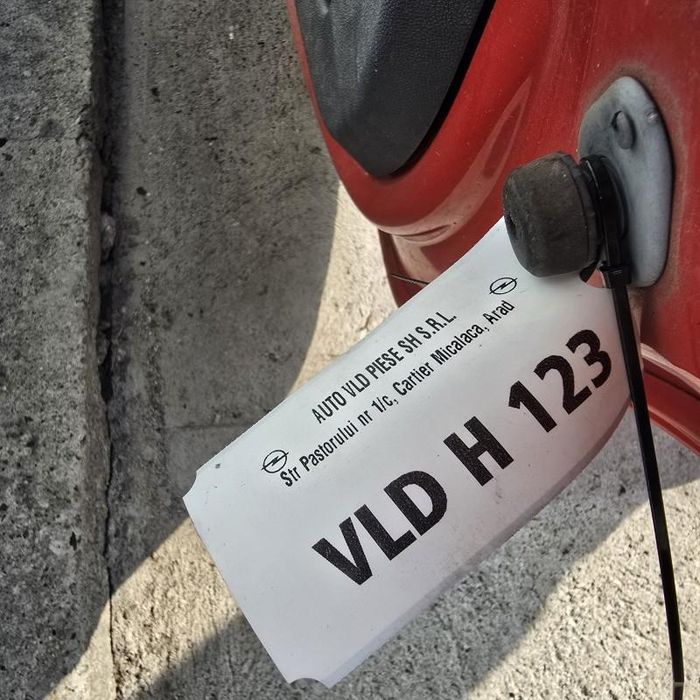 AUTO VLD PIESE SH S.R.L.
Str Pastorului nr 1/c, Cartier Micalaca, Arad
VLD H 123